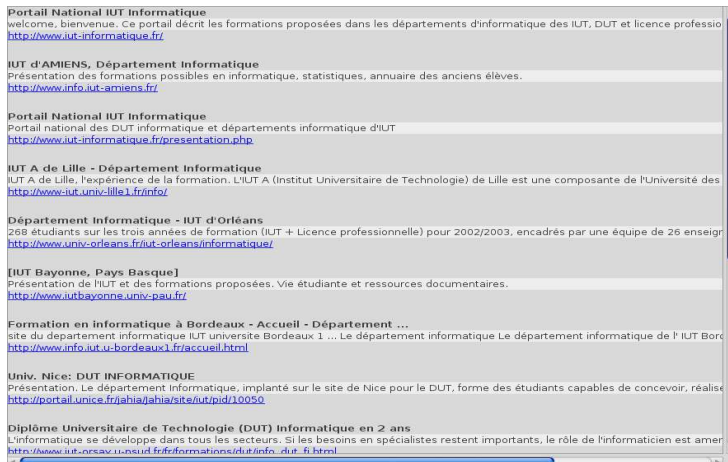 Portail National IUT Informatique
welcome, bienvenue. Ce portail décrit les formations proposées dans les départements d'informatique des IUT, DUT et licence professio
http://www.iut-informatique.fr/
IUT d'AMIENS, Département Informatique
Présentation des formations possibles en informatique, statistiques, annuaire des anciens élèves.
http://www.info.iut-amiens.fr/
Portail National IUT Informatique
Portail national des DUT informatique et départements informatique d'IUT
http://www.iut-informatique.fr/presentation.php
IUT A de Lille - Département Informatique
IUT A de Lille, l'expérience de la formation. L'IUT A (Institut Universitaire de Technologie) de Lille est une composante de l'Université des
http://www-iut.univ-lille1.fr/info/
Département Informatique - IUT d'Orléans
268 étudiants sur les trois années de formation (IUT + Licence professionnelle) pour 2002/2003, encadrés par une équipe de 26 enseigr
http://www.univ-orleans.fr/iut-orleans/informatique/
[IUT Bayonne, Pays Basque]
Présentation de l'IUT et des formations proposées. Vie étudiante et ressources documentaires.
http://www.iutbayonne.univ-pau.fr/
Formation en informatique à Bordeaux - Accueil - Département ...
site du departement informatique IUT universite Bordeaux 1 ... Le département informatique Le département informatique de l' IUT Bord
http://www.info.iut.u-bordeaux1.fr/accueil.html
Univ. Nice: DUT INFORMATIQUE
Présentation. Le département Informatique, implanté sur le site de Nice pour le DUT, forme des étudiants capables de concevoir, réalise
http://portail.unice.fr/jahia/Jahia/site/iut/pid/10050
Diplôme Universitaire de Technologie (DUT) Informatique en 2 ans
L'informatique se développe dans tous les secteurs. Si les besoins en spécialistes restent importants, le rôle de l'informaticien est amer
http://www.iut-orsay.u-psud.fr/fr/formations/dut/info_dut_fi.html